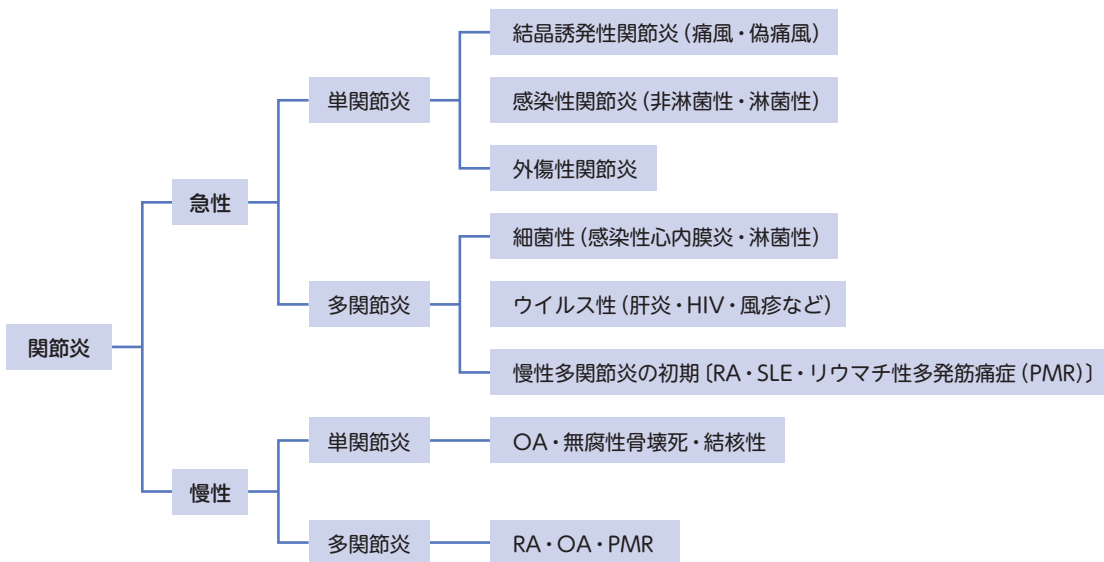 関節炎
急性
単関節炎
結晶誘発性関節炎（痛風・偽痛風）
感染性関節炎（非淋菌性・淋菌性）
外傷性関節炎
多関節炎
細菌性（感染性心内膜炎・淋菌性）
ウイルス性（肝炎・HIV・風疹など）
慢性多関節炎の初期〔RA・SLE・リウマチ性多発筋痛症（PMR）〕
慢性
単関節炎
OA・無腐性骨壊死・結核性
多関節炎
RA・OA・PMR